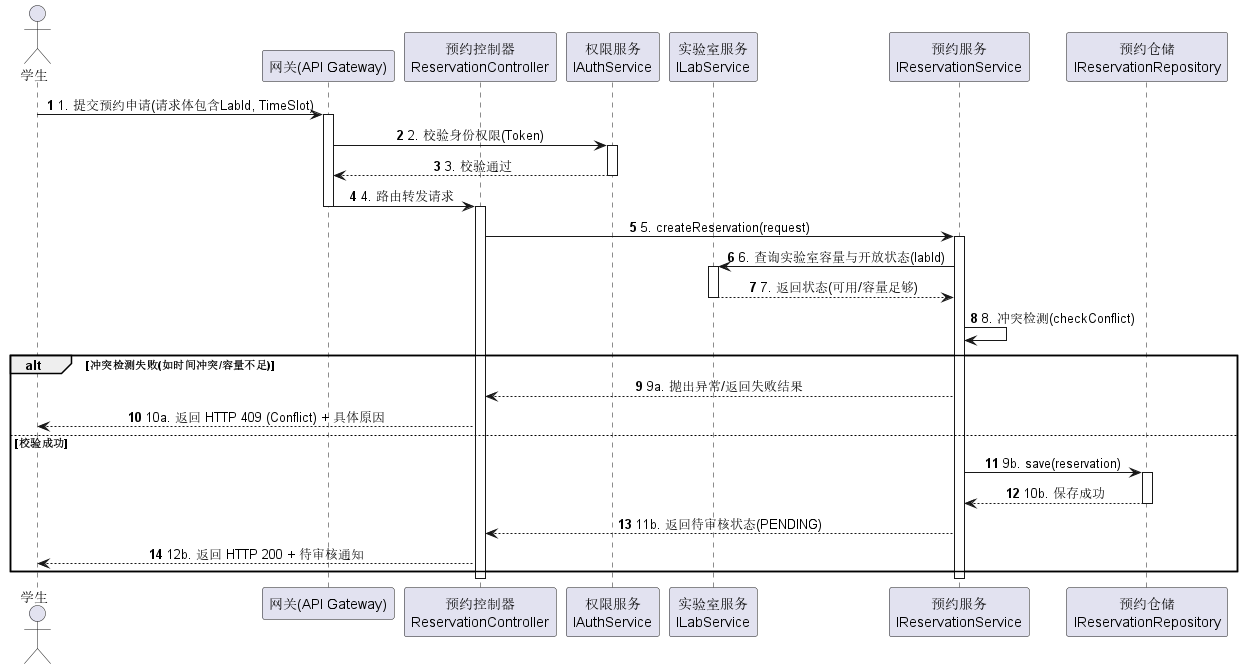 学生
网关(API Gateway)
预约控制器
ReservationController
权限服务
IAuthService
实验室服务
ILabService
预约服务
IReservationService
预约仓储
IReservationRepository
1 1. 提交预约申请(请求体包含LabId, TimeSlot)
2 2. 校验身份权限(Token)
3 3. 校验通过
4 4. 路由转发请求
5 5. createReservation(request)
6 6. 查询实验室容量与开放状态(labId)
7 7. 返回状态(可用/容量足够)
8 8. 冲突检测(checkConflict)
alt [冲突检测失败(如时间冲突/容量不足)]
9 9a. 抛出异常/返回失败结果
10 10a. 返回 HTTP 409 (Conflict) + 具体原因
[校验成功]
11 9b. save(reservation)
12 10b. 保存成功
13 11b. 返回待审核状态(PENDING)
14 12b. 返回 HTTP 200 + 待审核通知
学生
网关(API Gateway)
预约控制器
ReservationController
权限服务
IAuthService
实验室服务
ILabService
预约服务
IReservationService
预约仓储
IReservationRepository